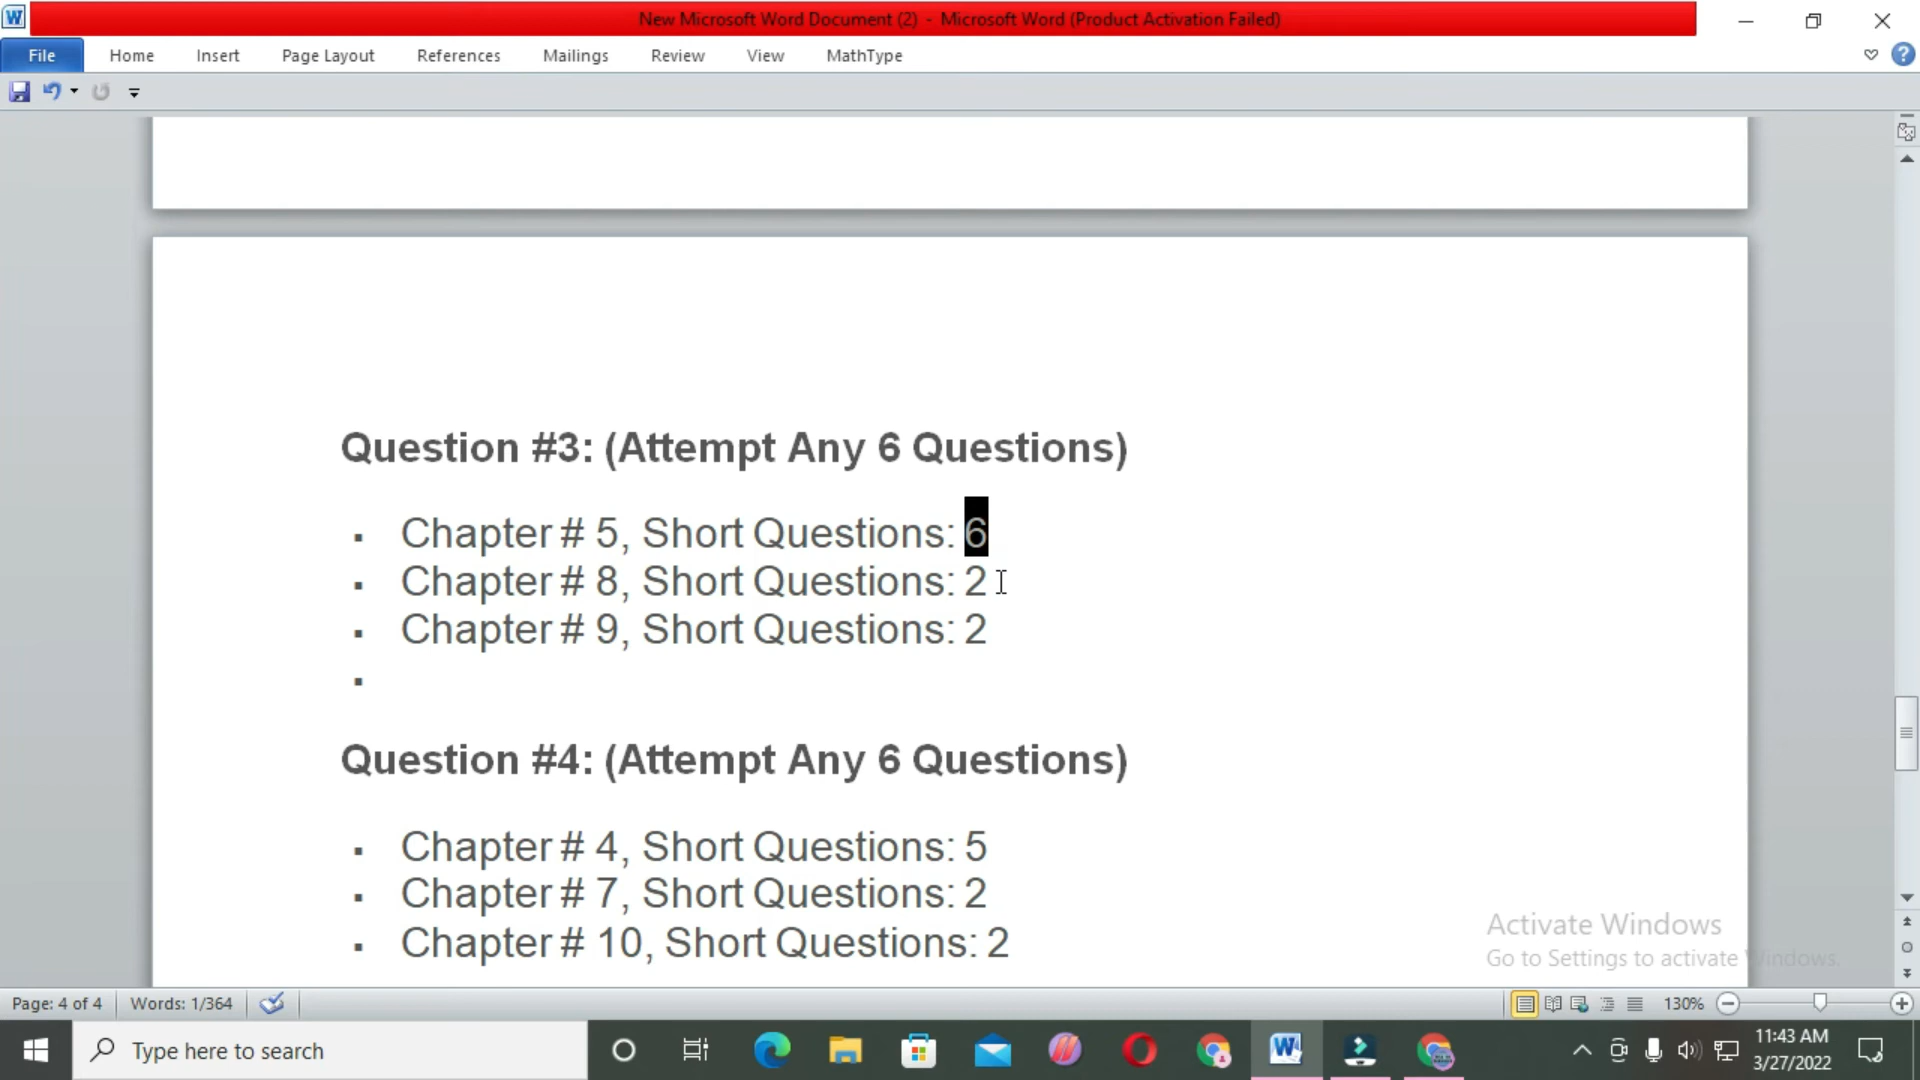 New Microsoft Word Document (2) - Microsoft Word (Product Activation Failed)
File Home Insert Page Layout References Mailings Review View MathType
Question #3: (Attempt Any 6 Questions)
▪ Chapter # 5, Short Questions: 6
▪ Chapter # 8, Short Questions: 2
▪ Chapter # 9, Short Questions: 2
▪
Question #4: (Attempt Any 6 Questions)
▪ Chapter # 4, Short Questions: 5
▪ Chapter # 7, Short Questions: 2
▪ Chapter # 10, Short Questions: 2
Activate Windows
Go to Settings to activate Windows.
Page: 4 of 4 Words: 1/364 130%
Type here to search
11:43 AM
3/27/2022